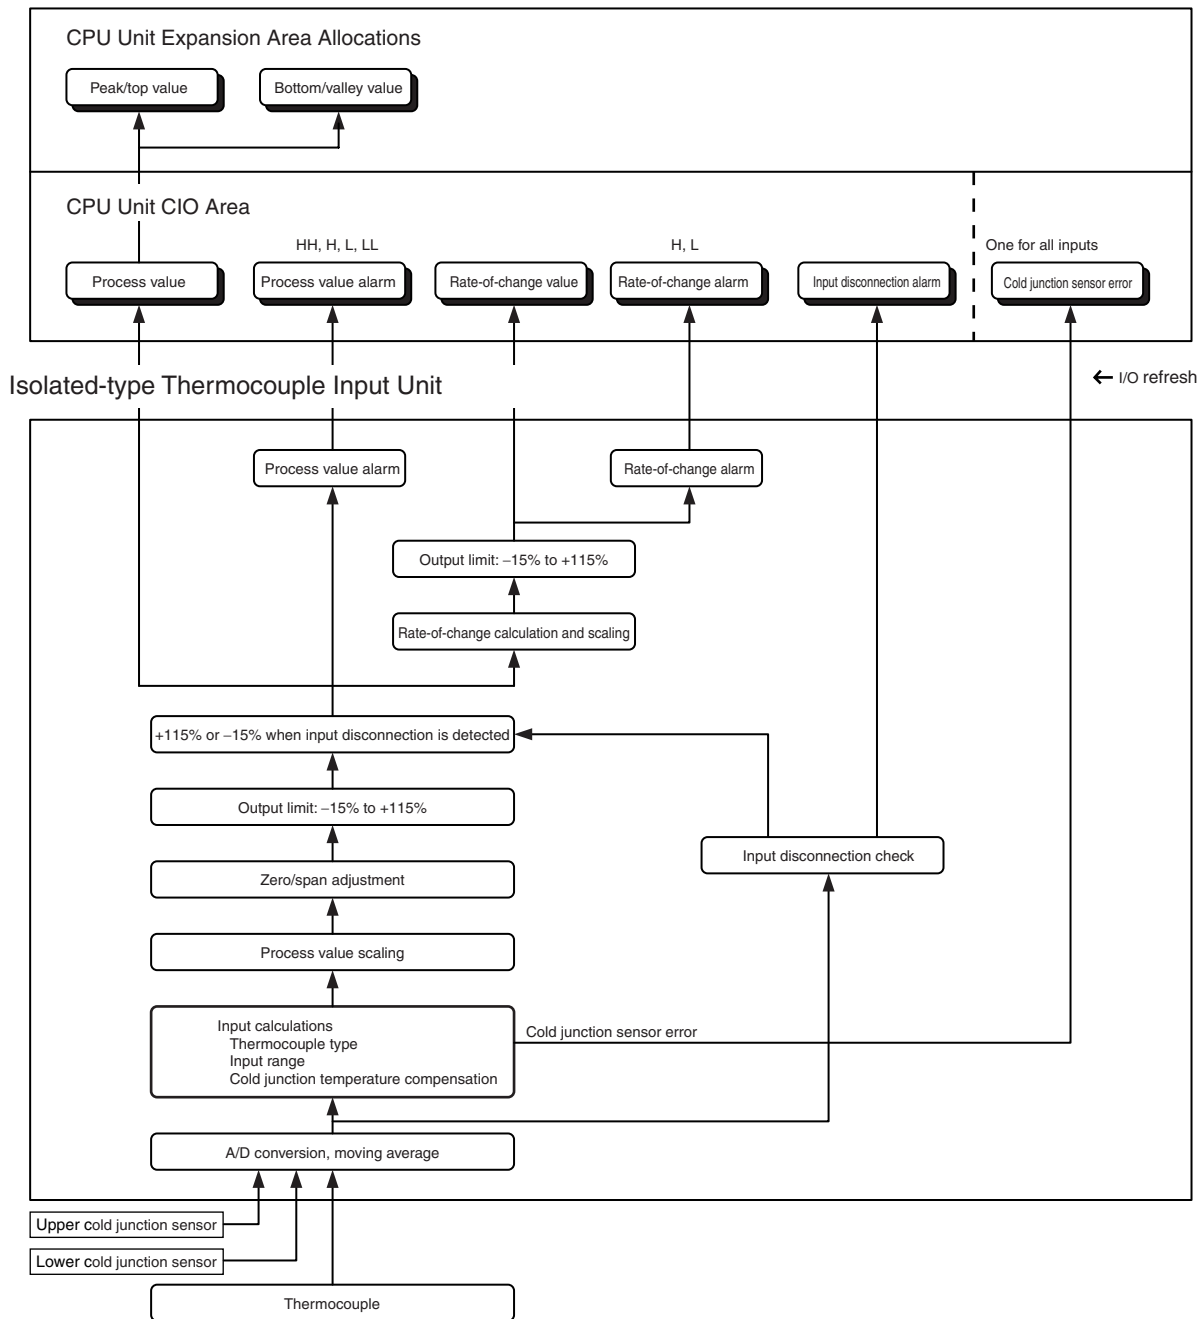 CPU Unit Expansion Area Allocations
Peak/top value
Bottom/valley value
CPU Unit CIO Area
HH, H, L, LL
H, L
One for all inputs
Process value
Process value alarm
Rate-of-change value
Rate-of-change alarm
Input disconnection alarm
Cold junction sensor error
Isolated-type Thermocouple Input Unit
← I/O refresh
Process value alarm
Rate-of-change alarm
Output limit: −15% to +115%
Rate-of-change calculation and scaling
+115% or −15% when input disconnection is detected
Output limit: −15% to +115%
Input disconnection check
Zero/span adjustment
Process value scaling
Input calculations
Thermocouple type
Input range
Cold junction temperature compensation
Cold junction sensor error
A/D conversion, moving average
Upper cold junction sensor
Lower cold junction sensor
Thermocouple